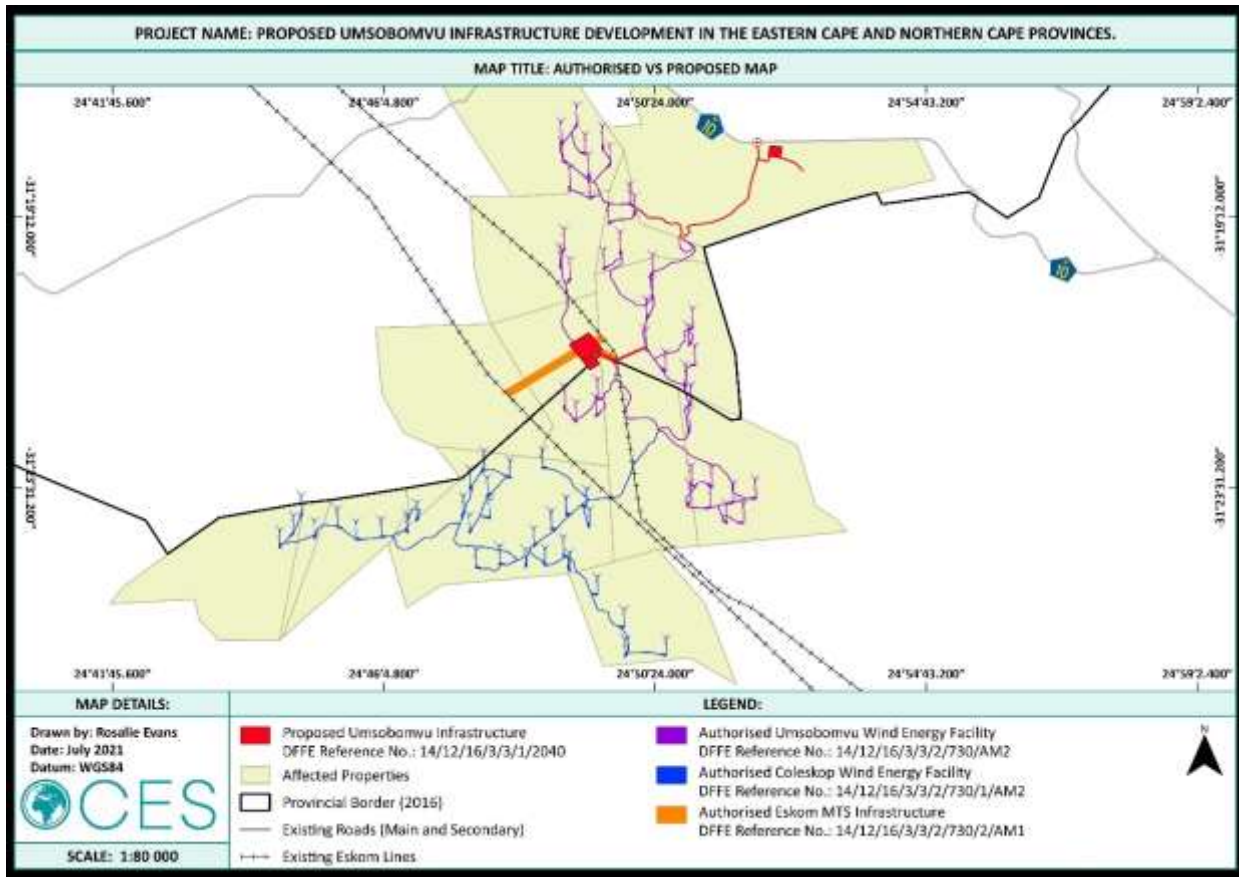 PROJECT NAME: PROPOSED UMSOBOMVU INFRASTRUCTURE DEVELOPMENT IN THE EASTERN CAPE AND NORTHERN CAPE PROVINCES.
MAP TITLE: AUTHORISED VS PROPOSED MAP
24°41'45.600"
24°46'4.800"
24°50'24.000"
24°54'43.200"
24°59'2.400"
10
-31°19'12.000"
-31°19'12.000"
10
-31°23'31.200"
-31°23'31.200"
24°41'45.600"
24°46'4.800"
24°50'24.000"
24°54'43.200"
24°59'2.400"
MAP DETAILS:
Drawn by: Rosalie Evans
Date: July 2021
Datum: WGS84
CES
SCALE: 1:80 000
LEGEND:
Proposed Umsobomvu Infrastructure
DFFE Reference No.: 14/12/16/3/3/1/2040
Affected Properties
Provincial Border (2016)
Existing Roads (Main and Secondary)
Existing Eskom Lines
Authorised Umsobomvu Wind Energy Facility
DFFE Reference No.: 14/12/16/3/3/2/730/AM2
Authorised Coleskop Wind Energy Facility
DFFE Reference No.: 14/12/16/3/3/2/730/1/AM2
Authorised Eskom MTS Infrastructure
DFFE Reference No.: 14/12/16/3/3/2/730/2/AM1
N